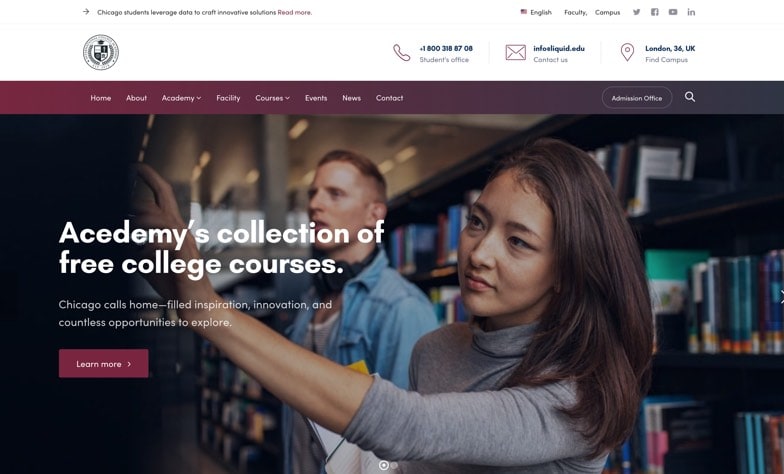 Chicago students leverage data to craft innovative solutions Read more.
English
Faculty,
Campus
+1 800 318 87 08
Student's office
info@liquid.edu
Contact us
London, 36, UK
Find Campus
Home
About
Academy
Facility
Courses
Events
News
Contact
Admission Office
Acedemy's collection of
free college courses.
Chicago calls home—filled inspiration, innovation, and
countless opportunities to explore.
Learn more